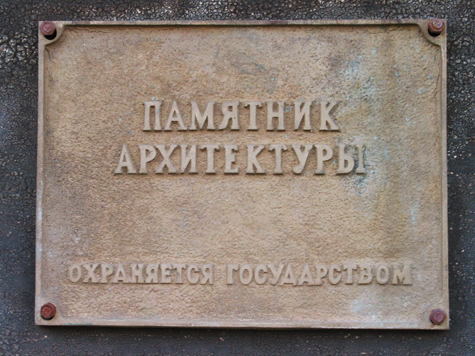 ПАМЯТНИК
АРХИТЕКТУРЫ
ОХРАНЯЕТСЯ ГОСУДАРСТВОМ